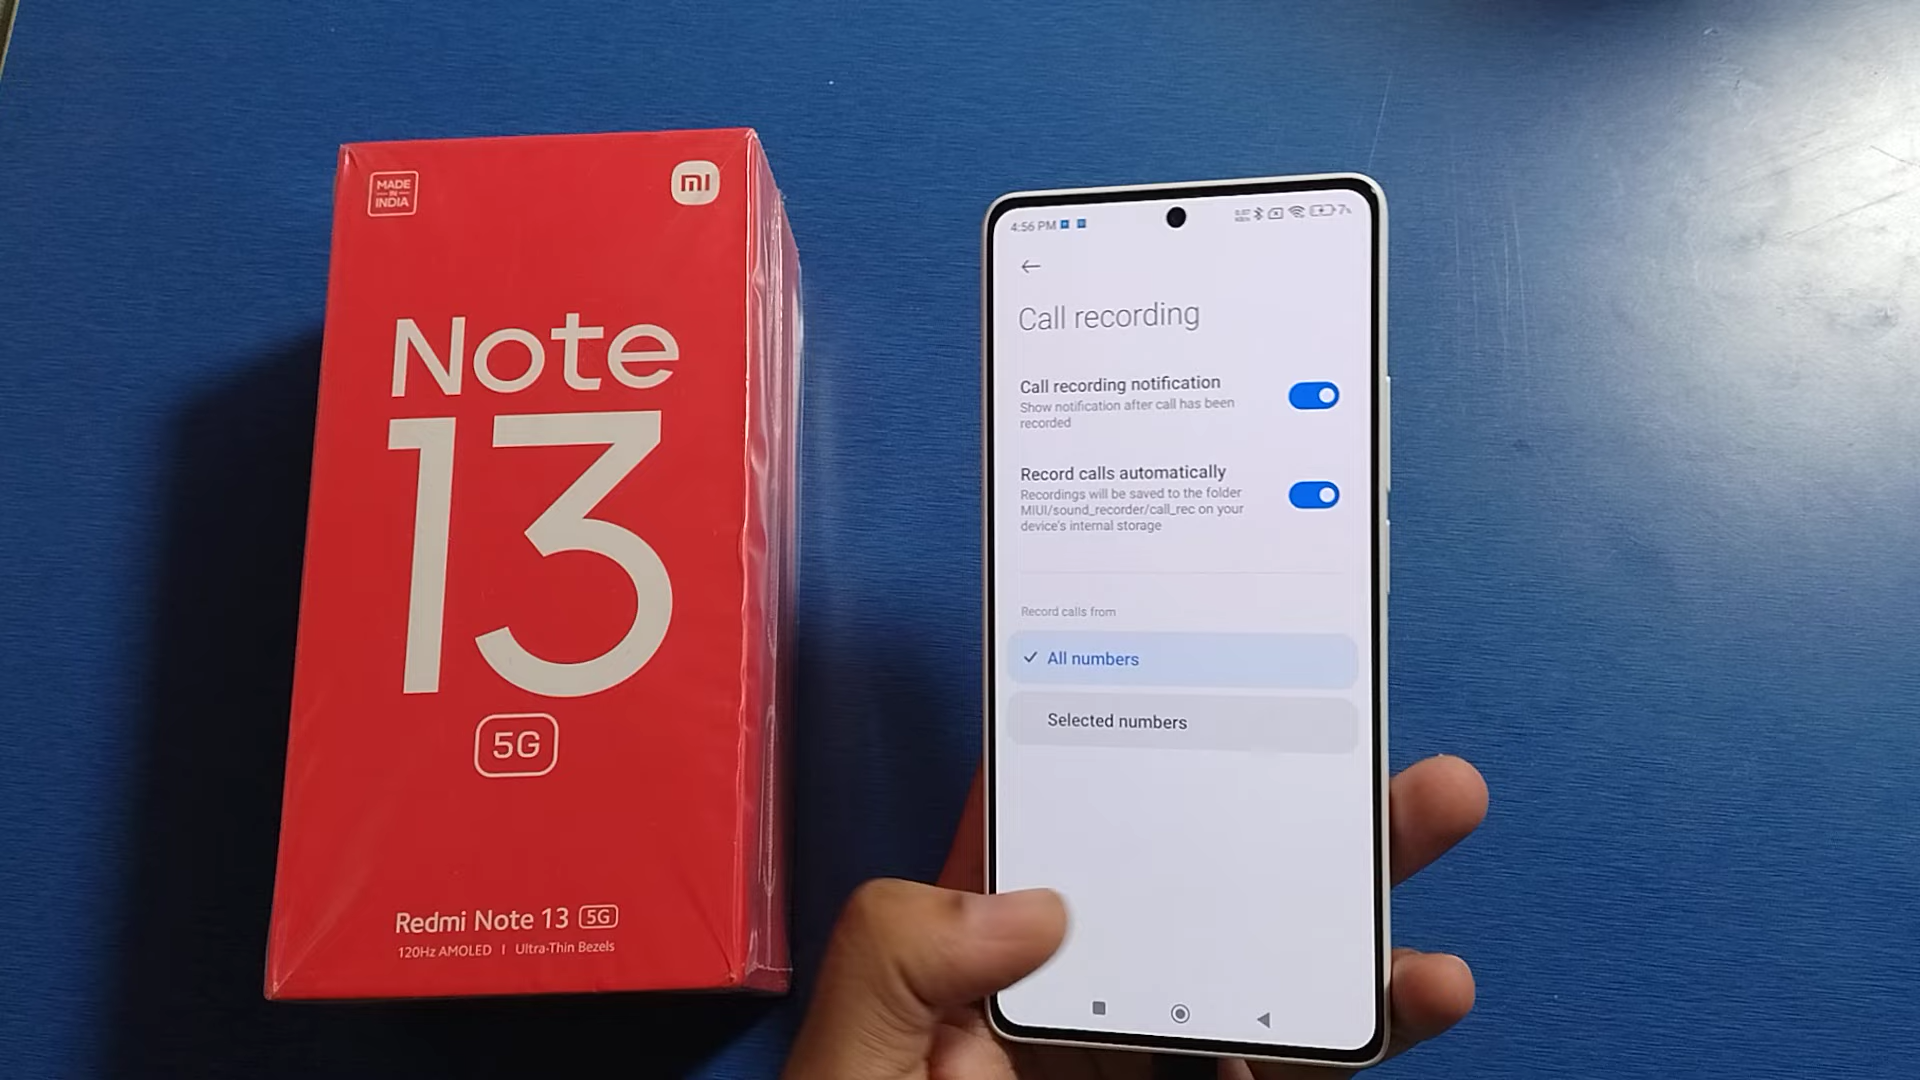 MADE
IN
INDIA
mi
Note
13
5G
Redmi Note 13 5G
120Hz AMOLED | Ultra-Thin Bezels
4:56 PM
7%
Call recording
Call recording notification
Show notification after call has been
recorded
Record calls automatically
Recordings will be saved to the folder
MIUI/sound_recorder/call_rec on your
device's internal storage
Record calls from
All numbers
Selected numbers